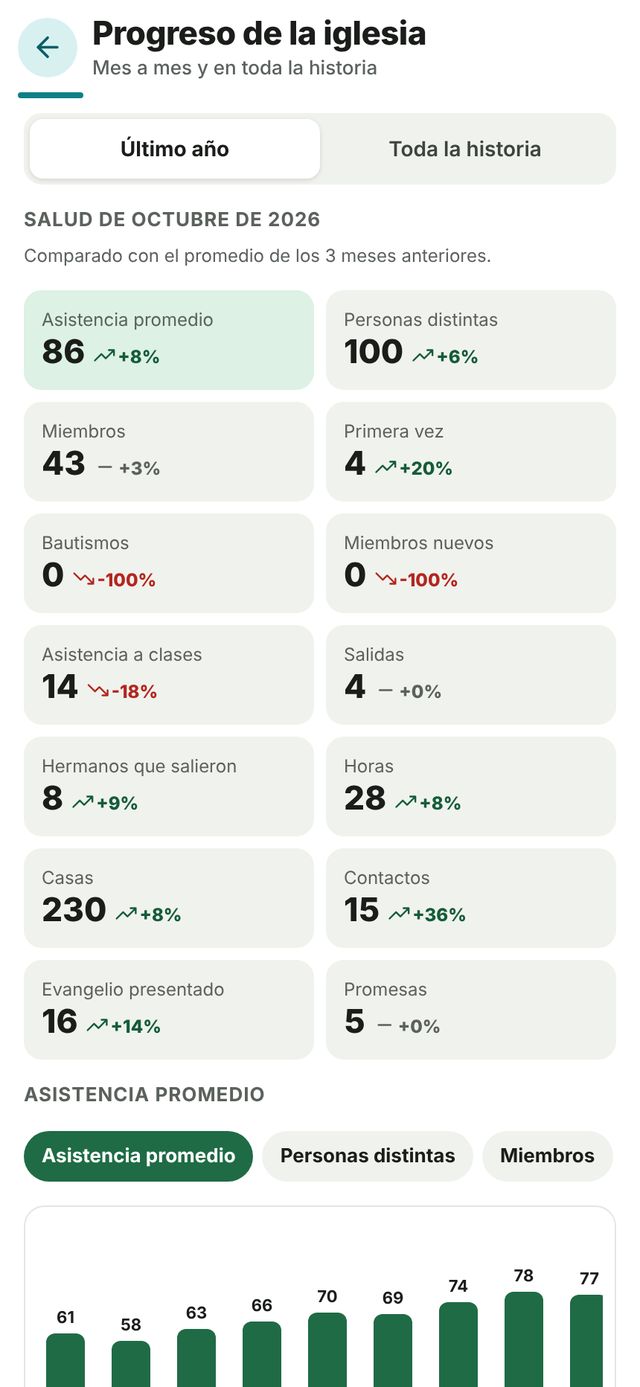 Progreso de la iglesia
Mes a mes y en toda la historia
Último año
Toda la historia
SALUD DE OCTUBRE DE 2026
Comparado con el promedio de los 3 meses anteriores.
Asistencia promedio
86 +8%
Personas distintas
100 +6%
Miembros
43 — +3%
Primera vez
4 +20%
Bautismos
0 -100%
Miembros nuevos
0 -100%
Asistencia a clases
14 -18%
Salidas
4 — +0%
Hermanos que salieron
8 +9%
Horas
28 +8%
Casas
230 +8%
Contactos
15 +36%
Evangelio presentado
16 +14%
Promesas
5 — +0%
ASISTENCIA PROMEDIO
Asistencia promedio
Personas distintas
Miembros
61 58 63 66 70 69 74 78 77